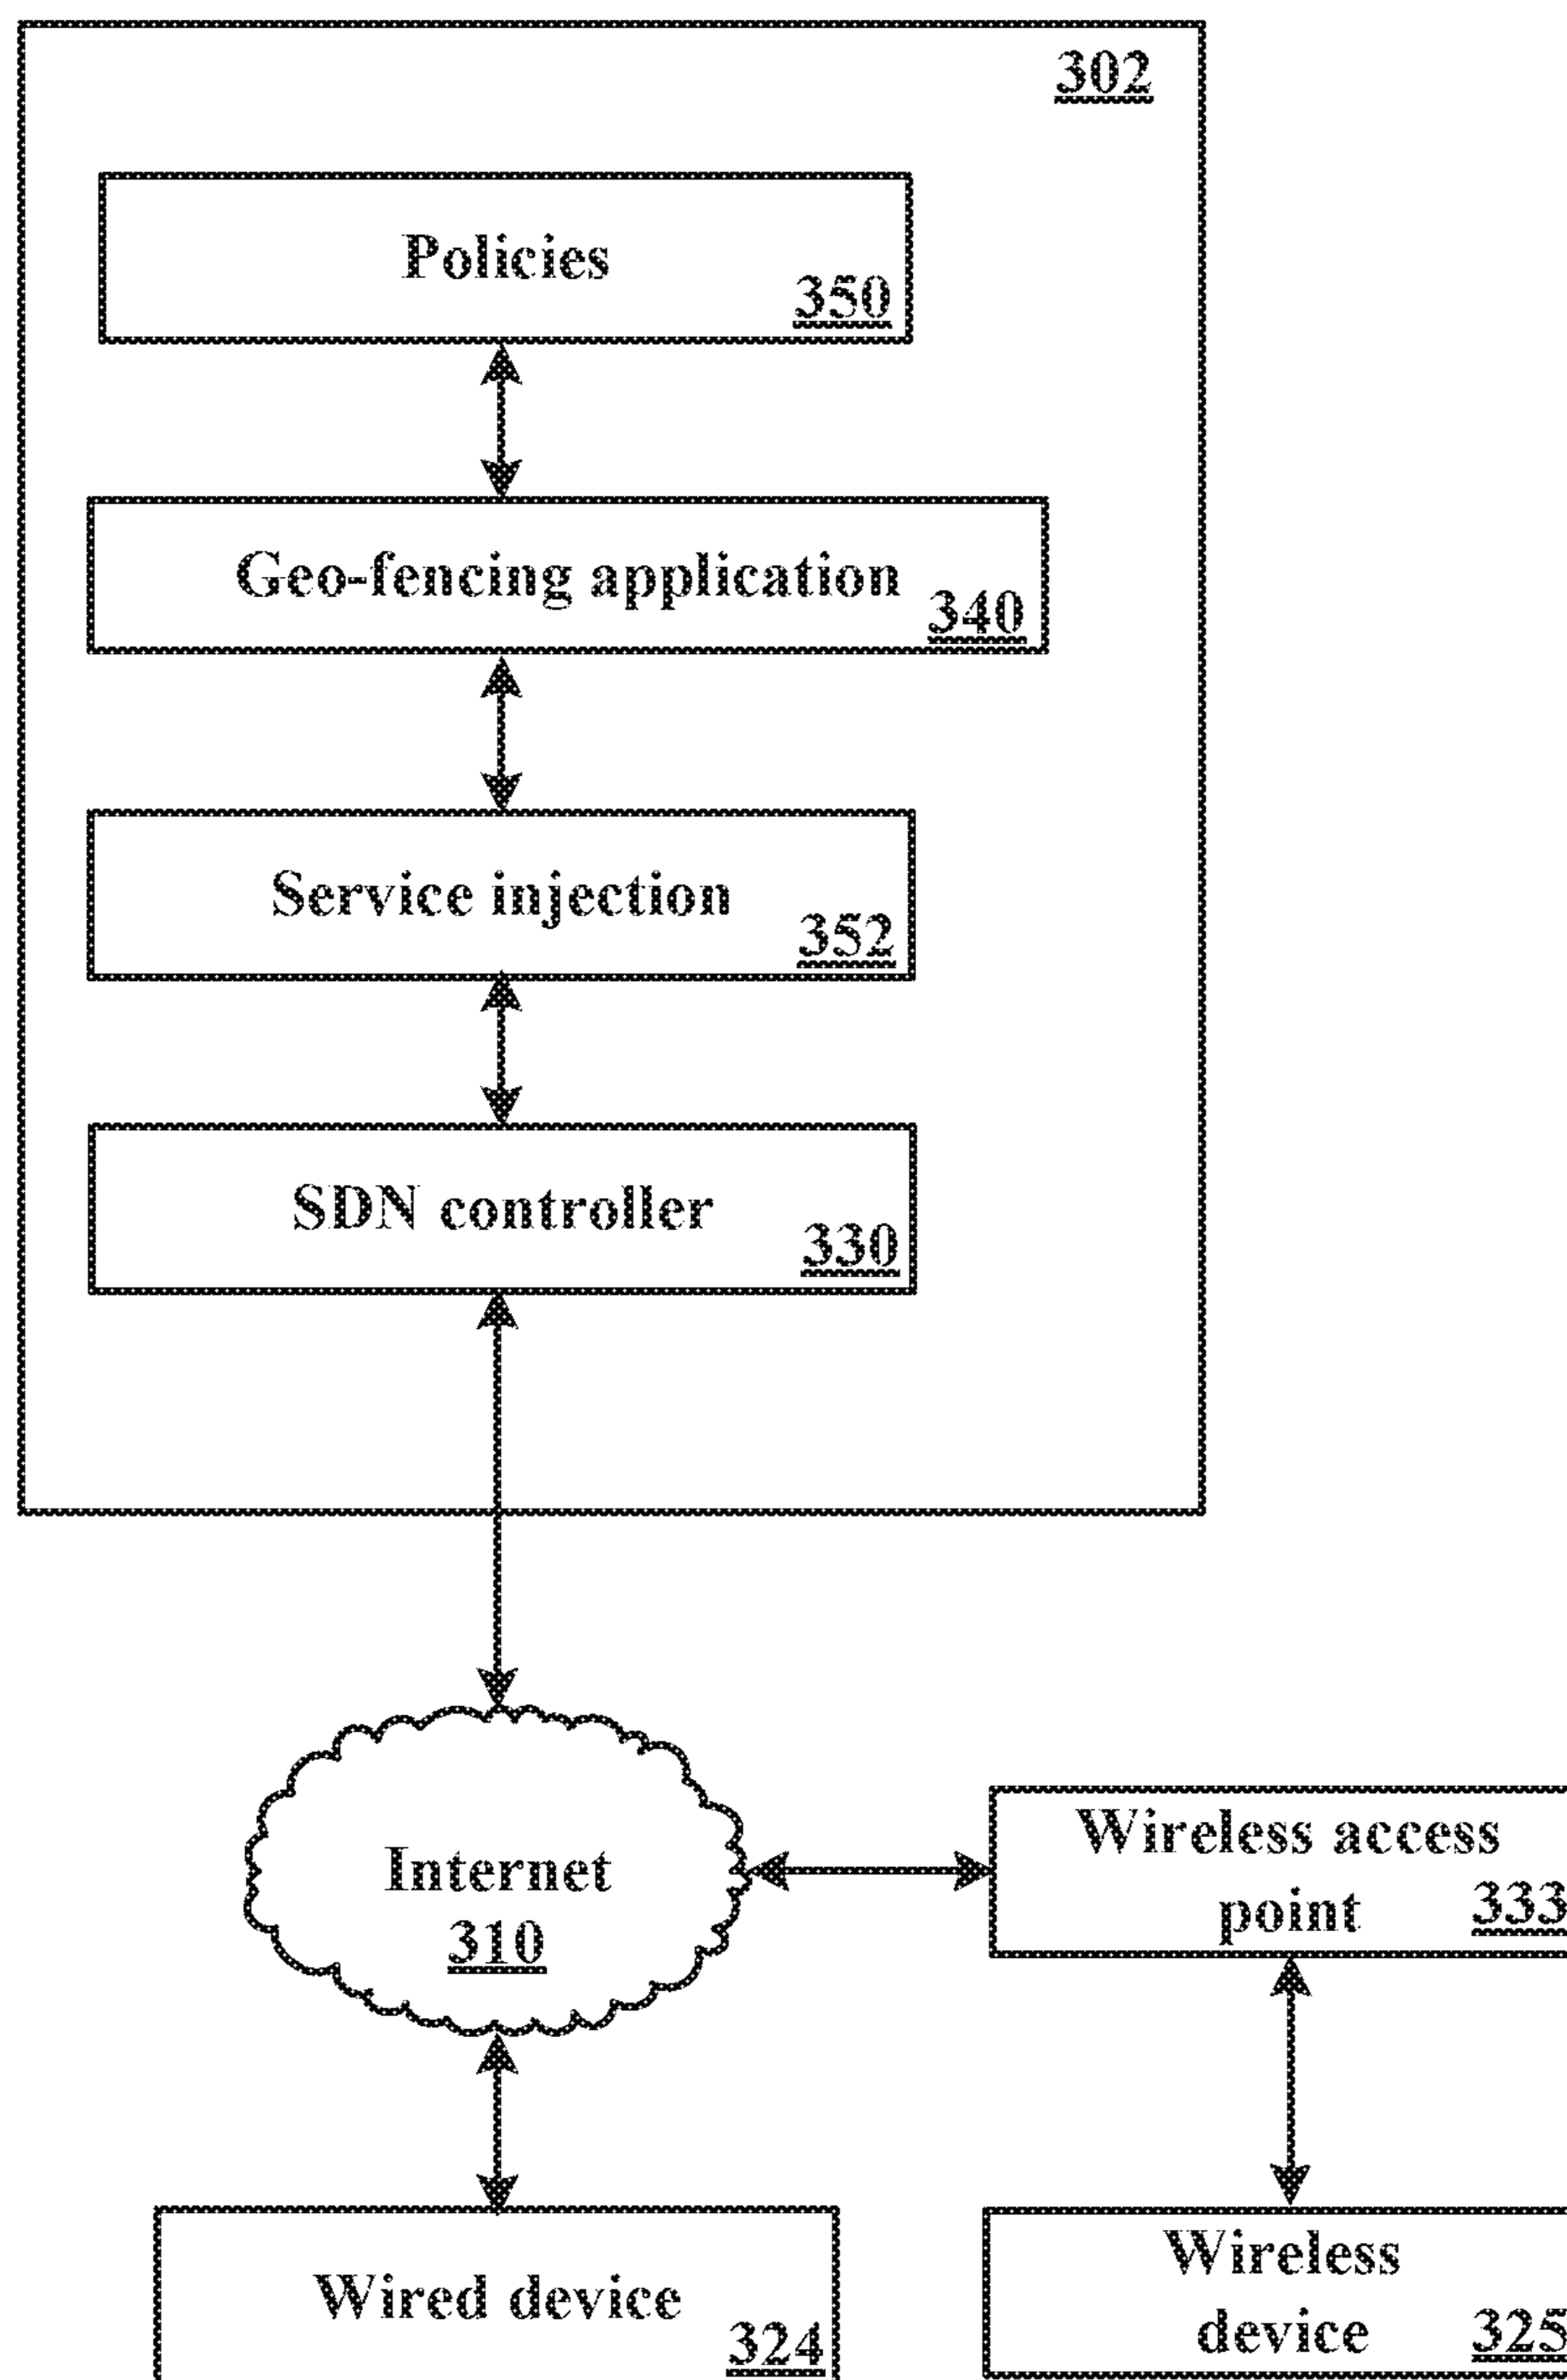 302
Policies
350
Geo-fencing application
340
Service injection
352
SDN controller
330
Internet
310
Wireless access
point 333
Wired device
324
Wireless
device 325